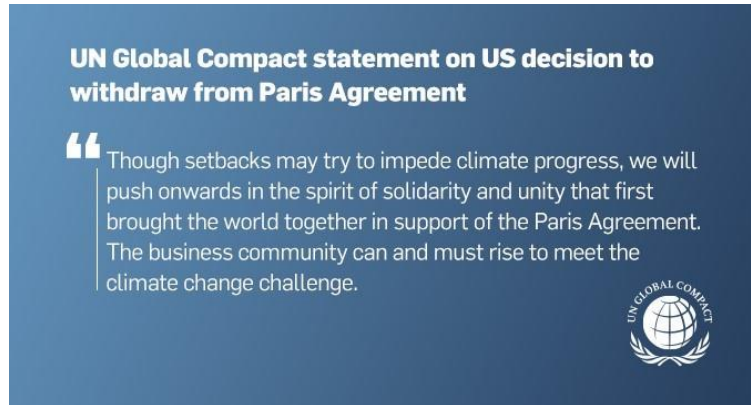 UN Global Compact statement on US decision to
withdraw from Paris Agreement
“
Though setbacks may try to impede climate progress, we will
push onwards in the spirit of solidarity and unity that first
brought the world together in support of the Paris Agreement.
The business community can and must rise to meet the
climate change challenge.
UN GLOBAL COMPACT